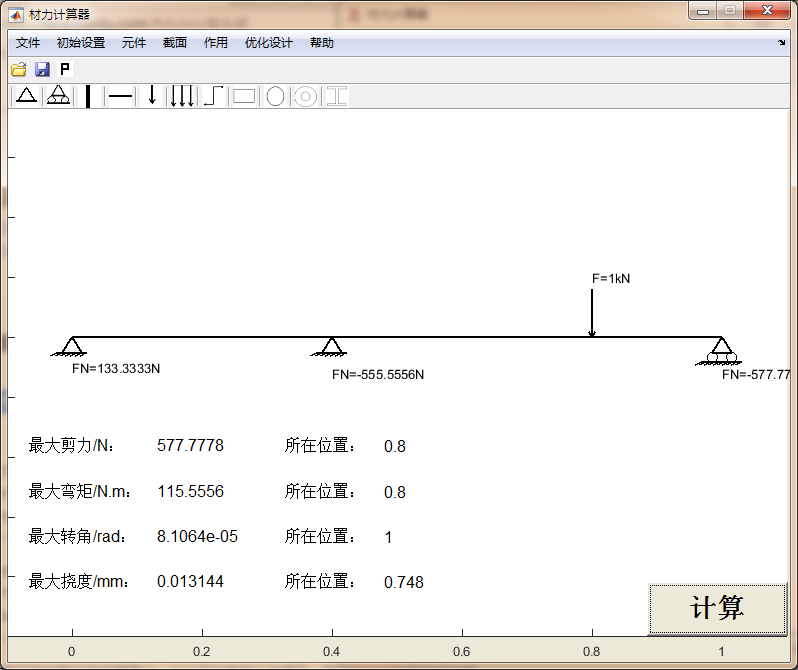 材力计算器
文件 初始设置 元件 截面 作用 优化设计 帮助
P
F=1kN
FN=133.3333N
FN=-555.5556N
FN=-577.77
最大剪力/N: 577.7778 所在位置: 0.8
最大弯矩/N.m: 115.5556 所在位置: 0.8
最大转角/rad: 8.1064e-05 所在位置: 1
最大挠度/mm: 0.013144 所在位置: 0.748
计算
0 0.2 0.4 0.6 0.8 1